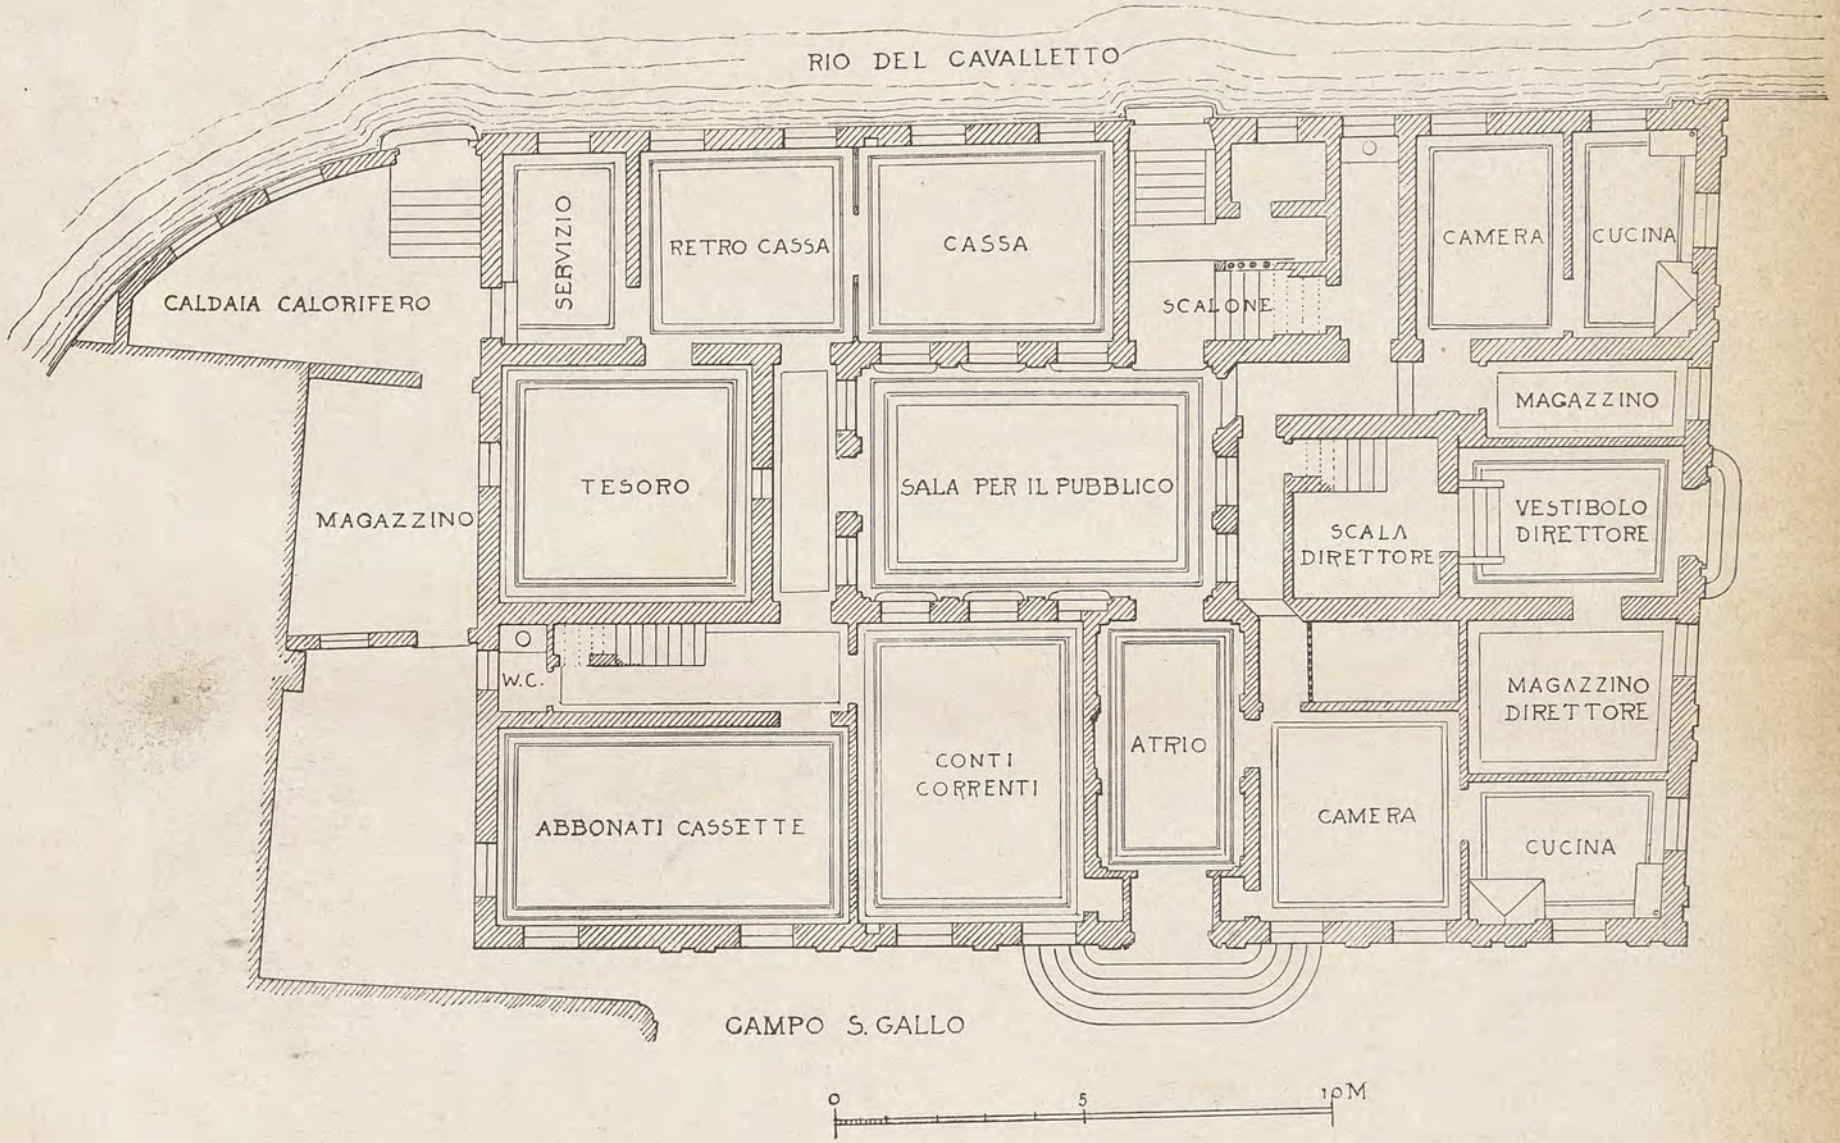 RIO DEL CAVALLETTO
SERVIZIO
RETRO CASSA
CASSA
CAMERA
CUCINA
CALDAIA CALORIFERO
SCALONE
MAGAZZINO
TESORO
SALA PER IL PUBBLICO
MAGAZZINO
SCALA
DIRETTORE
VESTIBOLO
DIRETTORE
W.C.
MAGAZZINO
DIRETTORE
ABBONATI CASSETTE
CONTI
CORRENTI
ATRIO
CAMERA
CUCINA
CAMPO S. GALLO
0 5 10 M